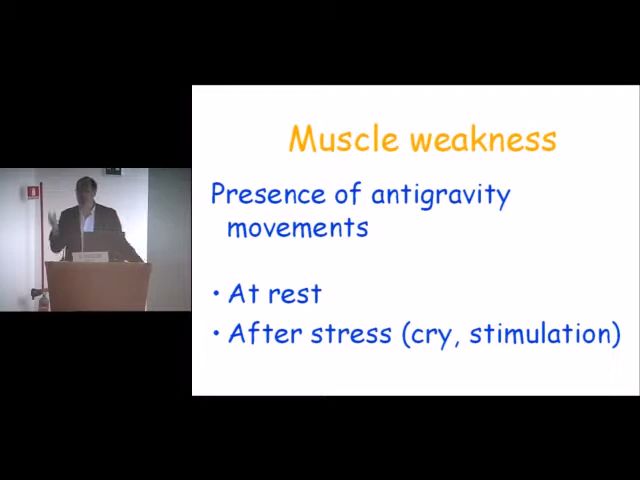 Muscle weakness
Presence of antigravity
movements
• At rest
• After stress (cry, stimulation)